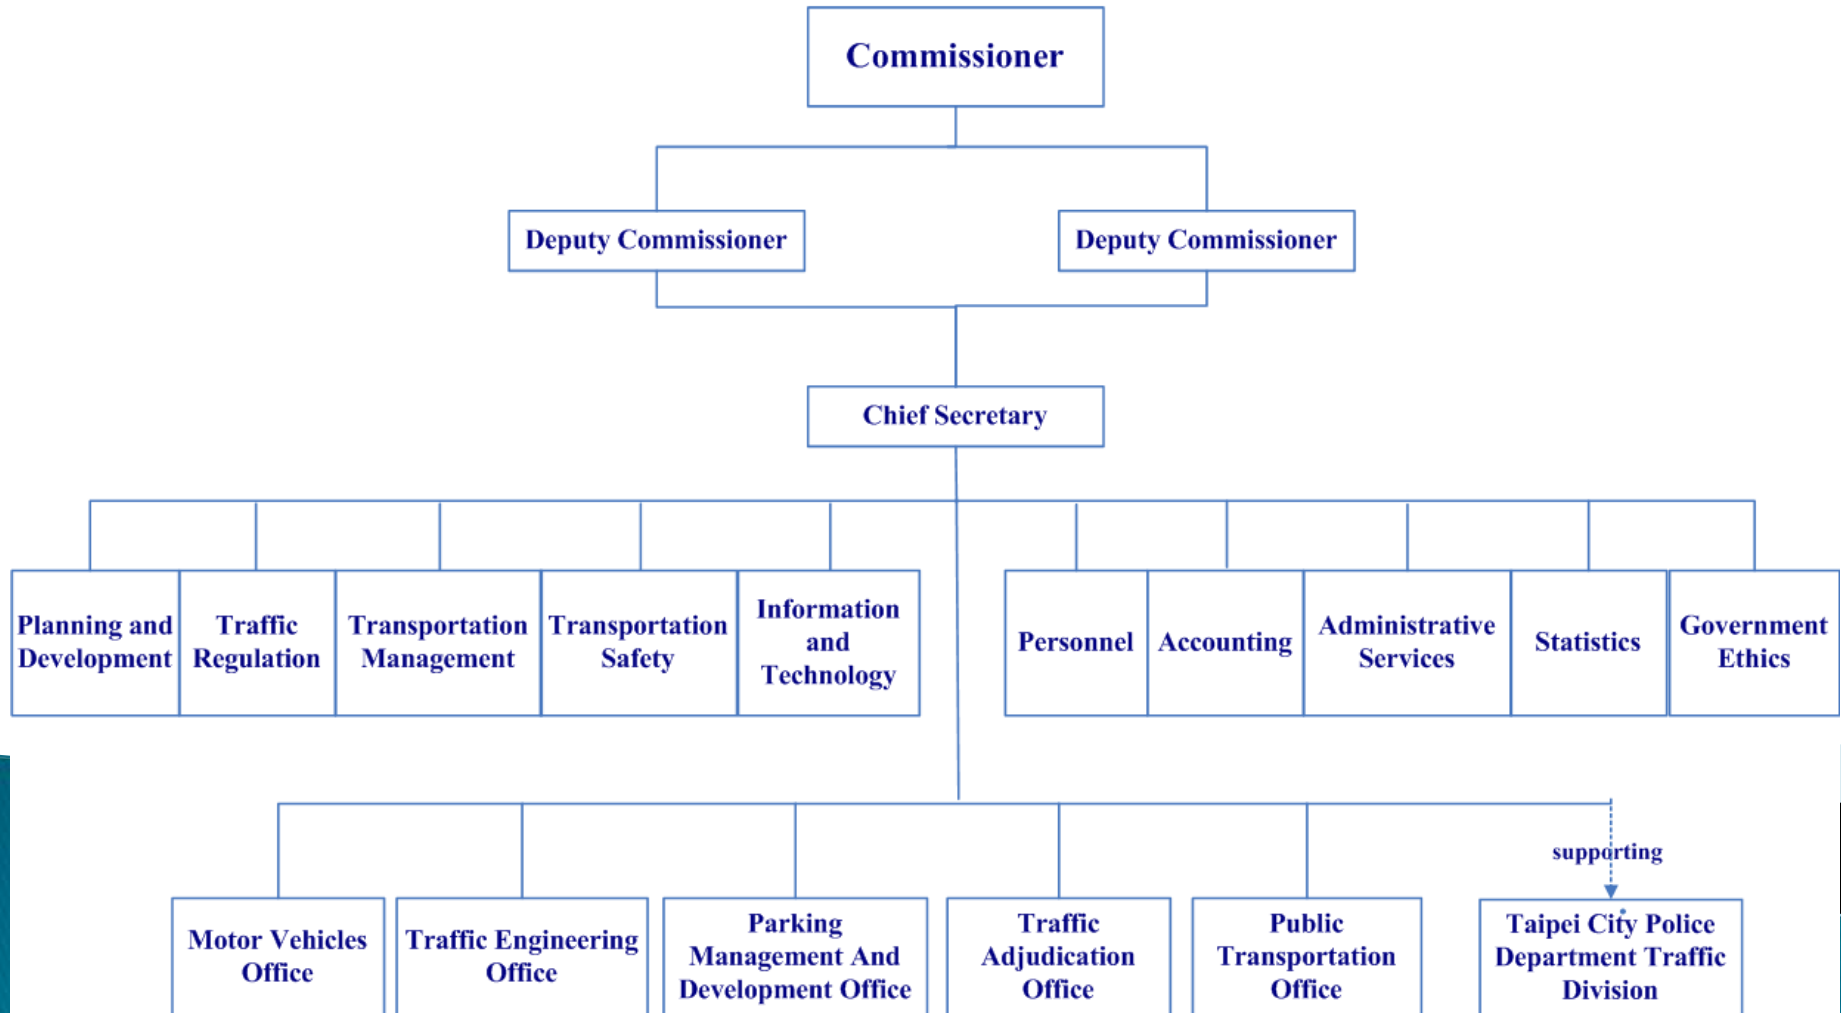 Commissioner
Deputy Commissioner
Deputy Commissioner
Chief Secretary
Planning and
Development
Traffic
Regulation
Transportation
Management
Transportation
Safety
Information
and
Technology
Personnel
Accounting
Administrative
Services
Statistics
Government
Ethics
supporting
Motor Vehicles
Office
Traffic Engineering
Office
Parking
Management And
Development Office
Traffic
Adjudication
Office
Public
Transportation
Office
Taipei City Police
Department Traffic
Division